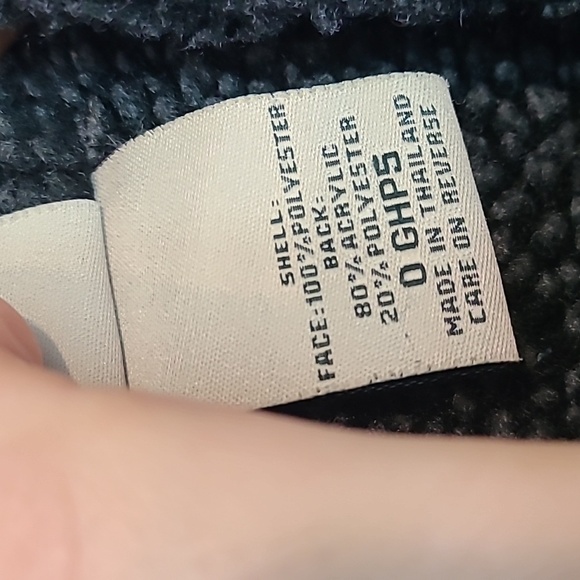 SHELL:
FACE:100%POLYESTER
BACK:
80%ACRYLIC
20%POLYESTER
0 GHP5
MADE IN THAILAND
CARE ON REVERSE